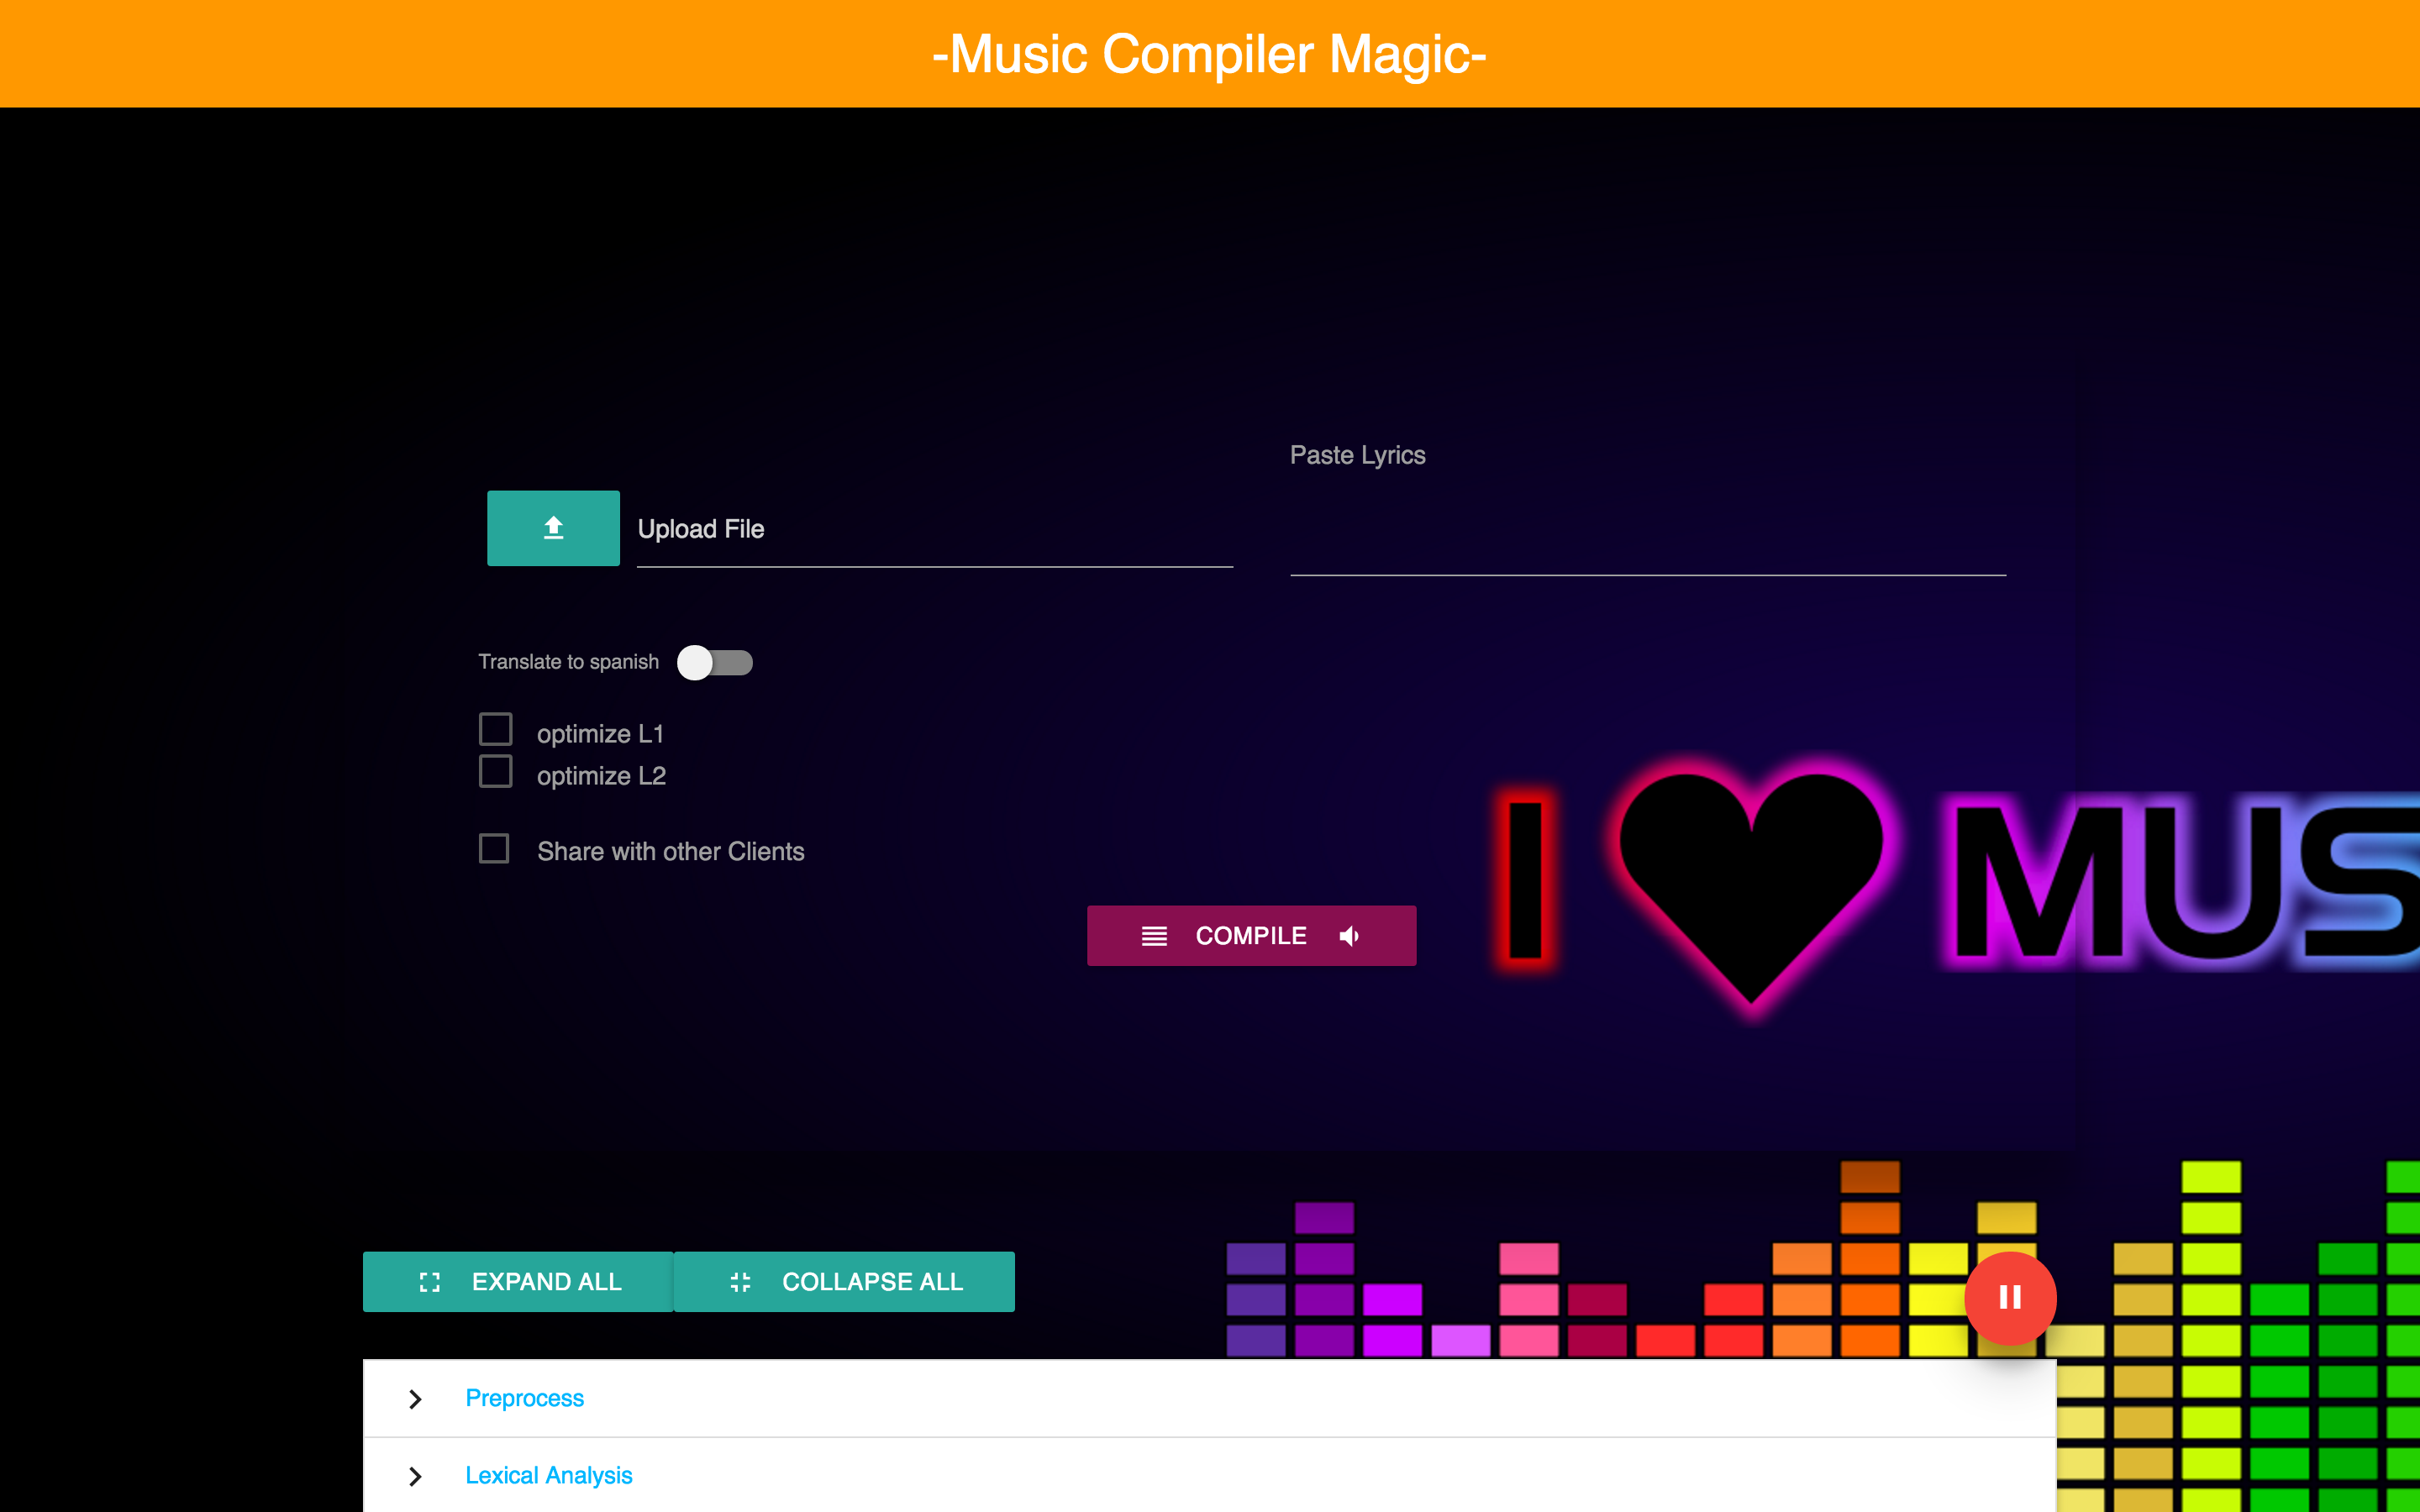 -Music Compiler Magic-
Paste Lyrics
Upload File
Translate to spanish
optimize L1
optimize L2
Share with other Clients
COMPILE
I MUS
EXPAND ALL
COLLAPSE ALL
Preprocess
Lexical Analysis